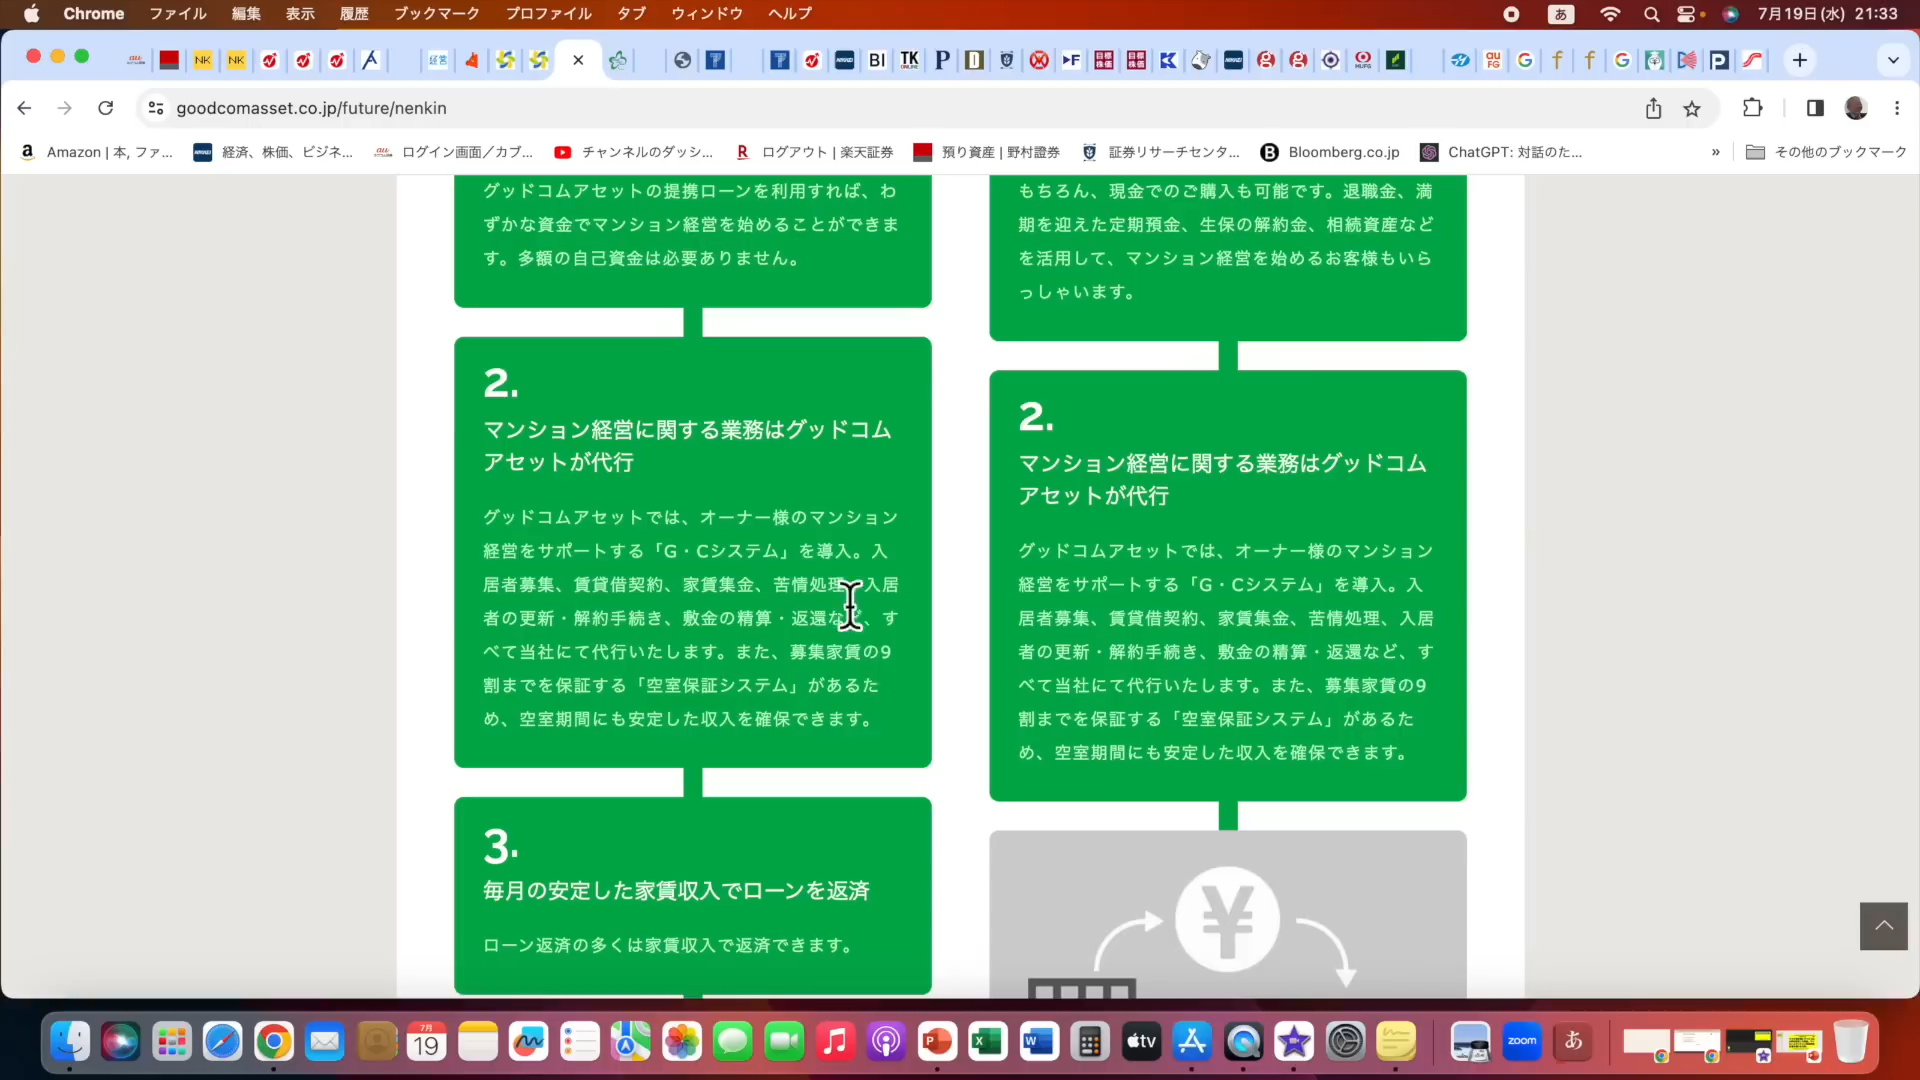 Chrome ファイル 編集 表示 履歴 ブックマーク プロファイル タブ ウィンドウ ヘルプ
あ 7月19日(水) 21:33
goodcomasset.co.jp/future/nenkin
Amazon | 本, ファ... 経済、株価、ビジネ... ログイン画面／カブ... チャンネルのダッシ... ログアウト | 楽天証券 預り資産 | 野村證券 証券リサーチセンタ... Bloomberg.co.jp ChatGPT: 対話のた... » その他のブックマーク
グッドコムアセットの提携ローンを利用すれば、わ
ずかな資金でマンション経営を始めることができま
す。多額の自己資金は必要ありません。
2.
マンション経営に関する業務はグッドコム
アセットが代行
グッドコムアセットでは、オーナー様のマンション
経営をサポートする「G・Cシステム」を導入。入
居者募集、賃貸借契約、家賃集金、苦情処理、入居
者の更新・解約手続き、敷金の精算・返還など、す
べて当社にて代行いたします。また、募集家賃の9
割までを保証する「空室保証システム」があるた
め、空室期間にも安定した収入を確保できます。
3.
毎月の安定した家賃収入でローンを返済
ローン返済の多くは家賃収入で返済できます。
もちろん、現金でのご購入も可能です。退職金、満
期を迎えた定期預金、生保の解約金、相続資産など
を活用して、マンション経営を始めるお客様もいら
っしゃいます。
2.
マンション経営に関する業務はグッドコム
アセットが代行
グッドコムアセットでは、オーナー様のマンション
経営をサポートする「G・Cシステム」を導入。入
居者募集、賃貸借契約、家賃集金、苦情処理、入居
者の更新・解約手続き、敷金の精算・返還など、す
べて当社にて代行いたします。また、募集家賃の9
割までを保証する「空室保証システム」があるた
め、空室期間にも安定した収入を確保できます。
¥
7月
19
tv
zoom
あ